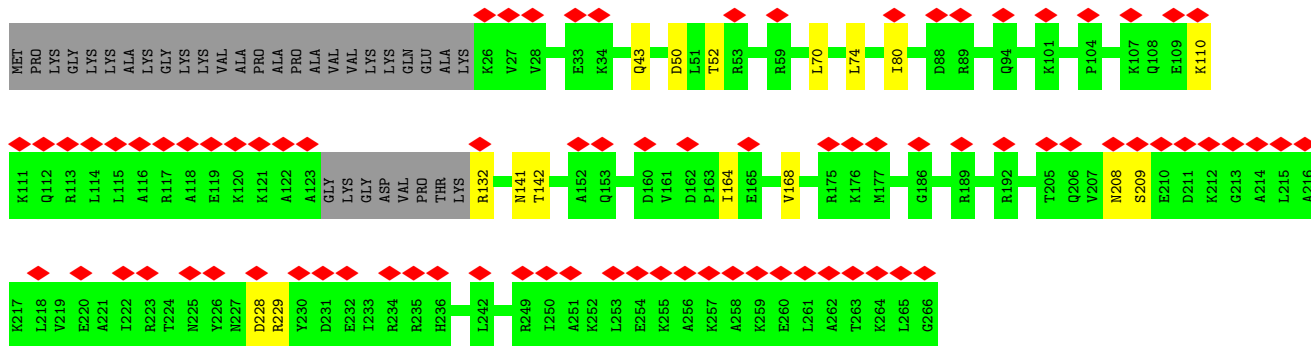 MET PRO LYS GLY LYS LYS ALA LYS GLY LYS LYS VAL ALA PRO ALA PRO ALA VAL VAL LYS LYS GLN GLU ALA LYS K26 V27 V28 E33 K34 Q43 D50 L51 T52 R53 R59 L70 L74 I80 D88 R89 Q94 K101 P104 K107 Q108 E109 K110
K111 Q112 R113 L114 L115 A116 R117 A118 E119 K120 K121 A122 A123 GLY LYS GLY ASP VAL PRO THR LYS R132 N141 T142 A152 Q153 D160 V161 D162 P163 I164 E165 V168 R175 K176 M177 G186 R189 R192 T205 Q206 V207 N208 S209 E210 D211 K212 G213 A214 L215 A216
K217 L218 V219 E220 A221 I222 R223 T224 N225 Y226 N227 D228 R229 Y230 D231 E232 I233 R234 R235 H236 L242 R249 I250 A251 K252 L253 E254 K255 A256 K257 A258 K259 E260 L261 A262 T263 K264 L265 G266